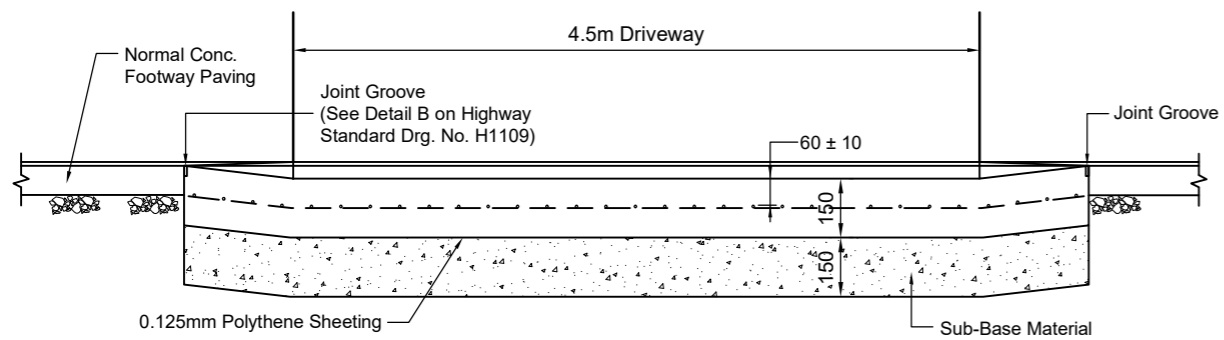 4.5m Driveway
Normal Conc.
Footway Paving
Joint Groove
(See Detail B on Highway
Standard Drg. No. H1109)
Joint Groove
60 ± 10
150
150
0.125mm Polythene Sheeting
Sub-Base Material